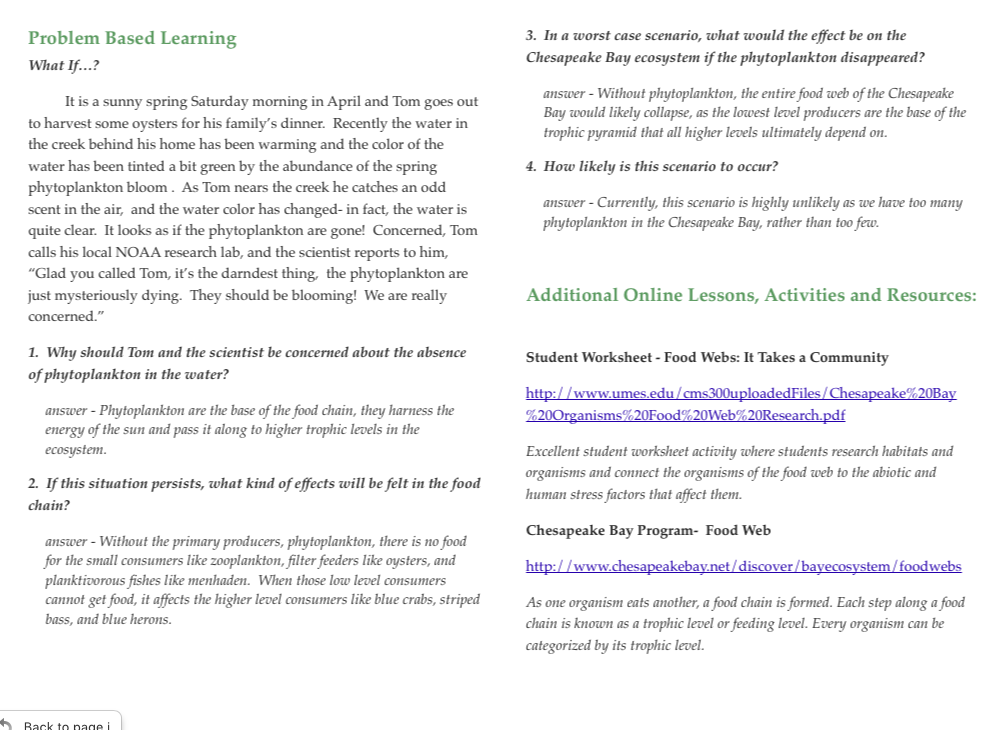 Problem Based Learning
What If…?
It is a sunny spring Saturday morning in April and Tom goes out
to harvest some oysters for his family's dinner. Recently the water in
the creek behind his home has been warming and the color of the
water has been tinted a bit green by the abundance of the spring
phytoplankton bloom . As Tom nears the creek he catches an odd
scent in the air, and the water color has changed- in fact, the water is
quite clear. It looks as if the phytoplankton are gone! Concerned, Tom
calls his local NOAA research lab, and the scientist reports to him,
“Glad you called Tom, it's the darndest thing, the phytoplankton are
just mysteriously dying. They should be blooming! We are really
concerned.”
1. Why should Tom and the scientist be concerned about the absence
of phytoplankton in the water?
answer - Phytoplankton are the base of the food chain, they harness the
energy of the sun and pass it along to higher trophic levels in the
ecosystem.
2. If this situation persists, what kind of effects will be felt in the food
chain?
answer - Without the primary producers, phytoplankton, there is no food
for the small consumers like zooplankton, filter feeders like oysters, and
planktivorous fishes like menhaden. When those low level consumers
cannot get food, it affects the higher level consumers like blue crabs, striped
bass, and blue herons.
3. In a worst case scenario, what would the effect be on the
Chesapeake Bay ecosystem if the phytoplankton disappeared?
answer - Without phytoplankton, the entire food web of the Chesapeake
Bay would likely collapse, as the lowest level producers are the base of the
trophic pyramid that all higher levels ultimately depend on.
4. How likely is this scenario to occur?
answer - Currently, this scenario is highly unlikely as we have too many
phytoplankton in the Chesapeake Bay, rather than too few.
Additional Online Lessons, Activities and Resources:
Student Worksheet - Food Webs: It Takes a Community
http://www.umes.edu/cms300uploadedFiles/Chesapeake%20Bay
%20Organisms%20Food%20Web%20Research.pdf
Excellent student worksheet activity where students research habitats and
organisms and connect the organisms of the food web to the abiotic and
human stress factors that affect them.
Chesapeake Bay Program- Food Web
http://www.chesapeakebay.net/discover/bayecosystem/foodwebs
As one organism eats another, a food chain is formed. Each step along a food
chain is known as a trophic level or feeding level. Every organism can be
categorized by its trophic level.
Back to page i